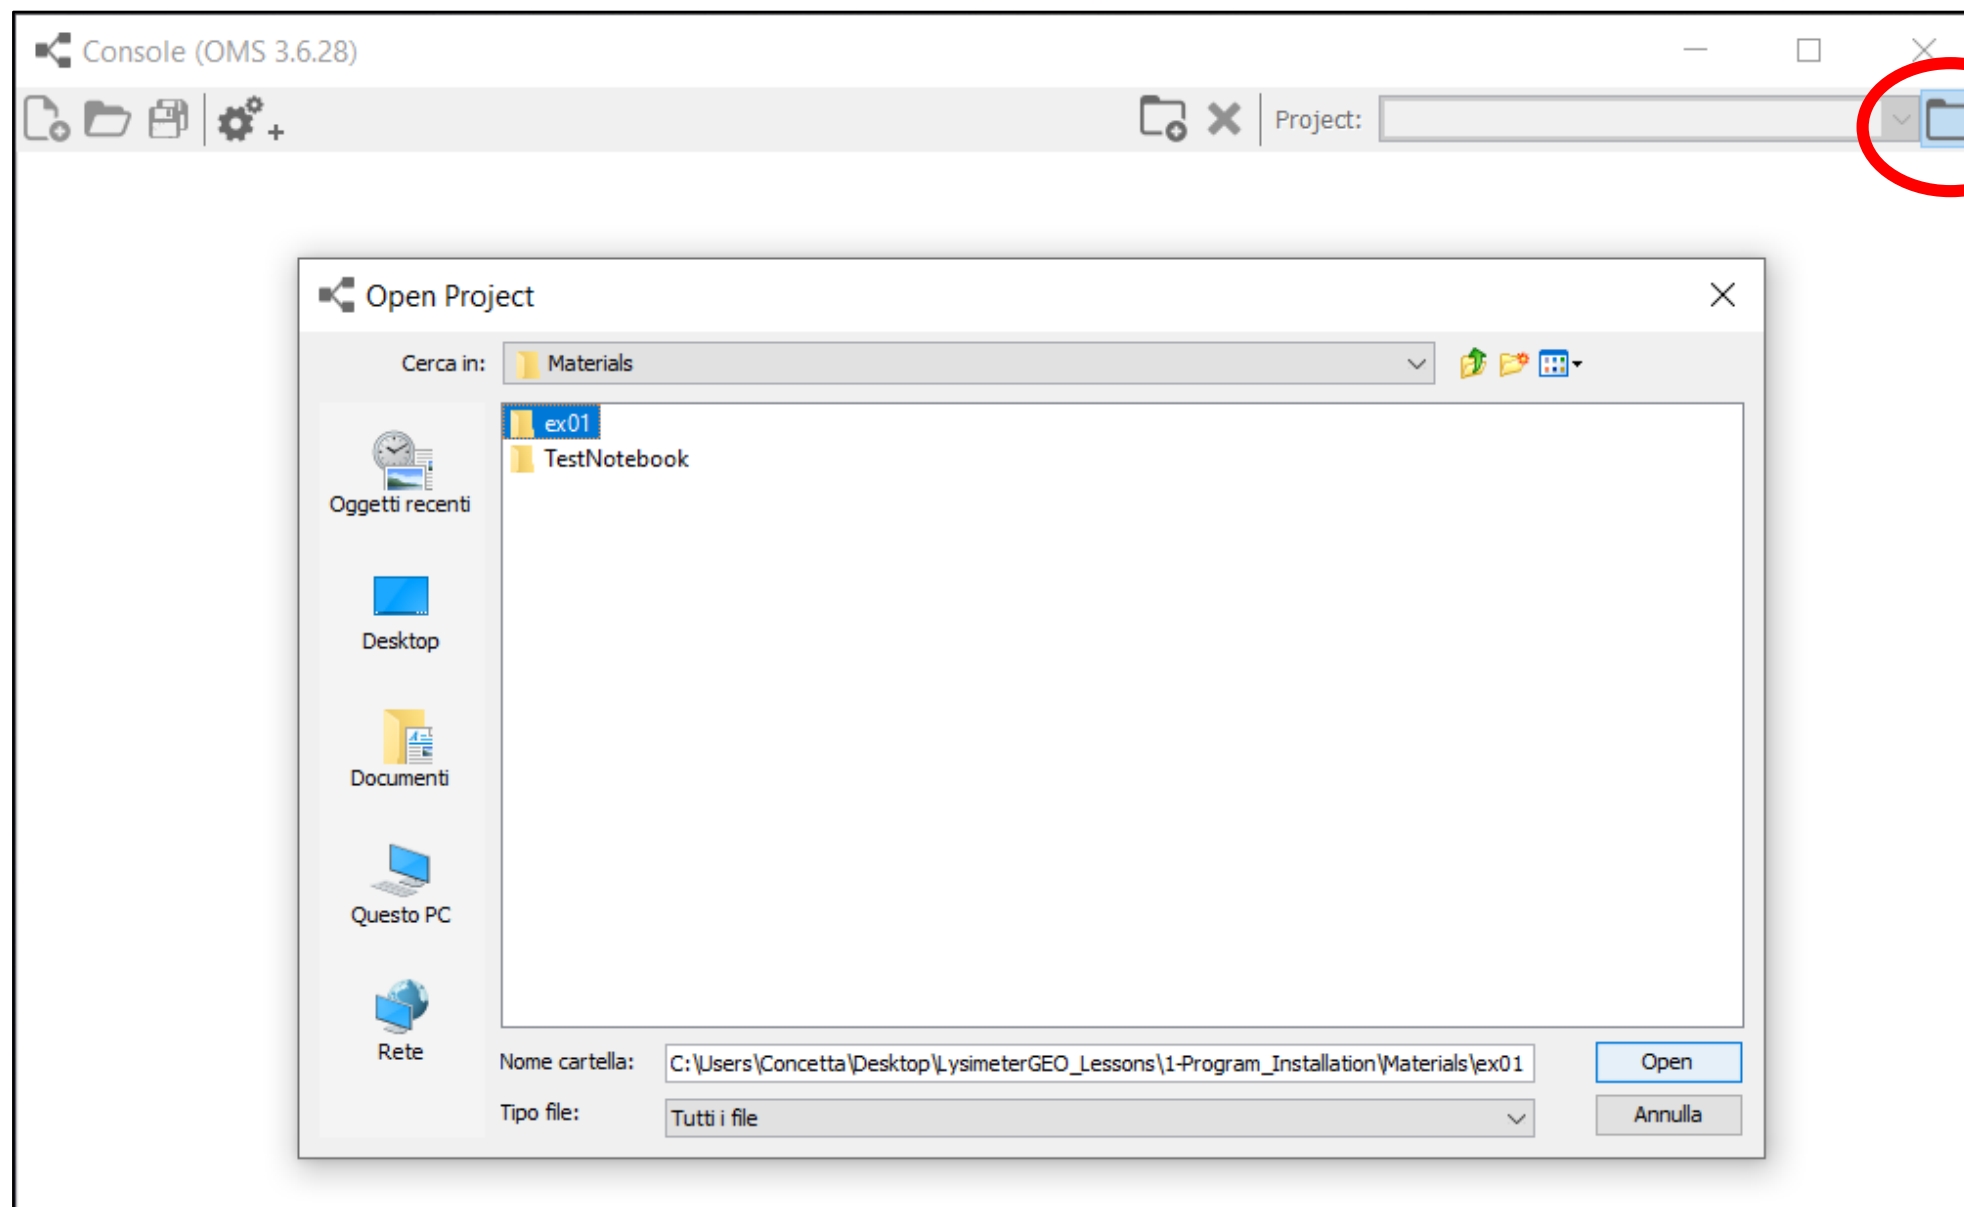 Console (OMS 3.6.28)
Project:
Open Project
Cerca in:
Materials
ex01
TestNotebook
Oggetti recenti
Desktop
Documenti
Questo PC
Rete
Nome cartella:
C:\Users\Concetta\Desktop\LysimeterGEO_Lessons\1-Program_Installation\Materials\ex01
Open
Tipo file:
Tutti i file
Annulla